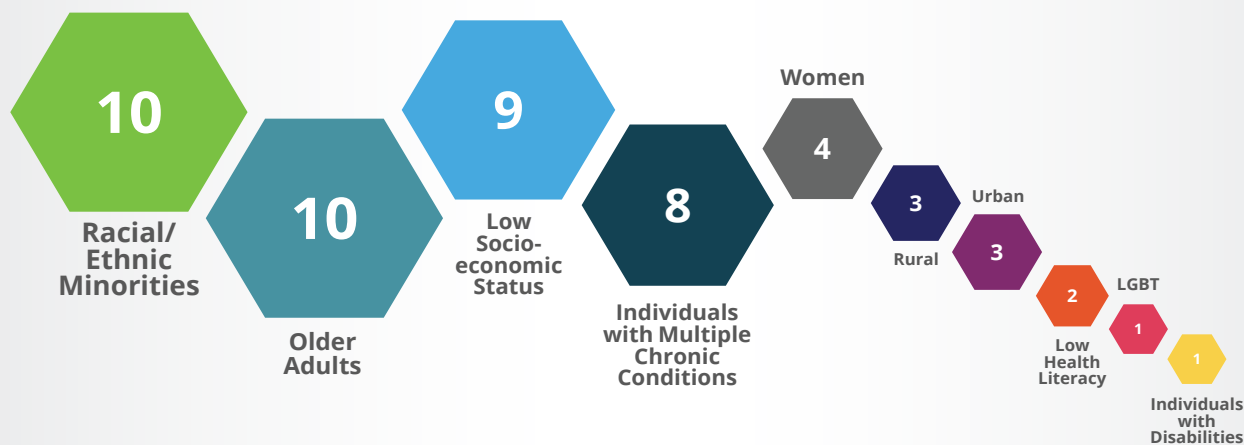 10
Racial/
Ethnic
Minorities
10
Older
Adults
9
Low
Socio-
economic
Status
8
Individuals
with Multiple
Chronic
Conditions
Women
4
3
Rural
Urban
3
2
Low
Health
Literacy
LGBT
1
1
Individuals
with
Disabilities